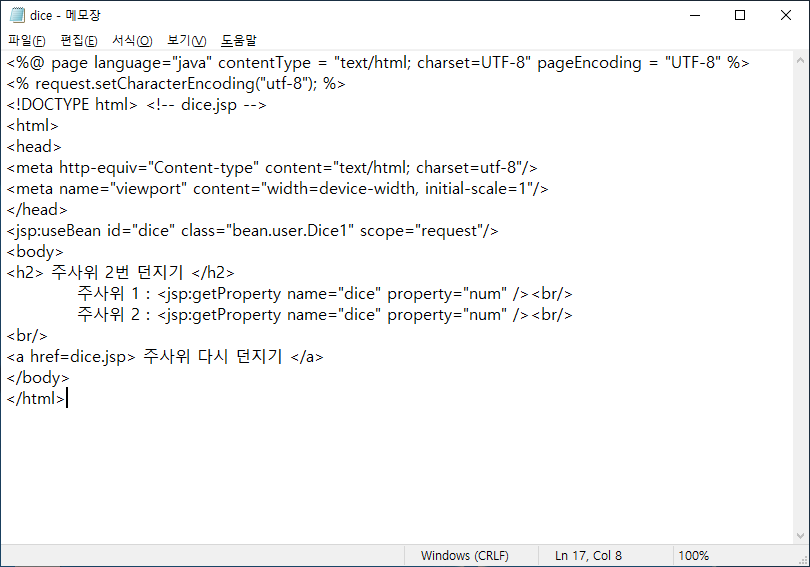 dice - 메모장
파일(F) 편집(E) 서식(O) 보기(V) 도움말
<%@ page language="java" contentType = "text/html; charset=UTF-8" pageEncoding = "UTF-8" %>
<% request.setCharacterEncoding("utf-8"); %>
<!DOCTYPE html> <!-- dice.jsp -->
<html>
<head>
<meta http-equiv="Content-type" content="text/html; charset=utf-8"/>
<meta name="viewport" content="width=device-width, initial-scale=1"/>
</head>
<jsp:useBean id="dice" class="bean.user.Dice1" scope="request"/>
<body>
<h2> 주사위 2번 던지기 </h2>
주사위 1 : <jsp:getProperty name="dice" property="num" /><br/>
주사위 2 : <jsp:getProperty name="dice" property="num" /><br/>
<br/>
<a href=dice.jsp> 주사위 다시 던지기 </a>
</body>
</html>
Windows (CRLF) Ln 17, Col 8 100%